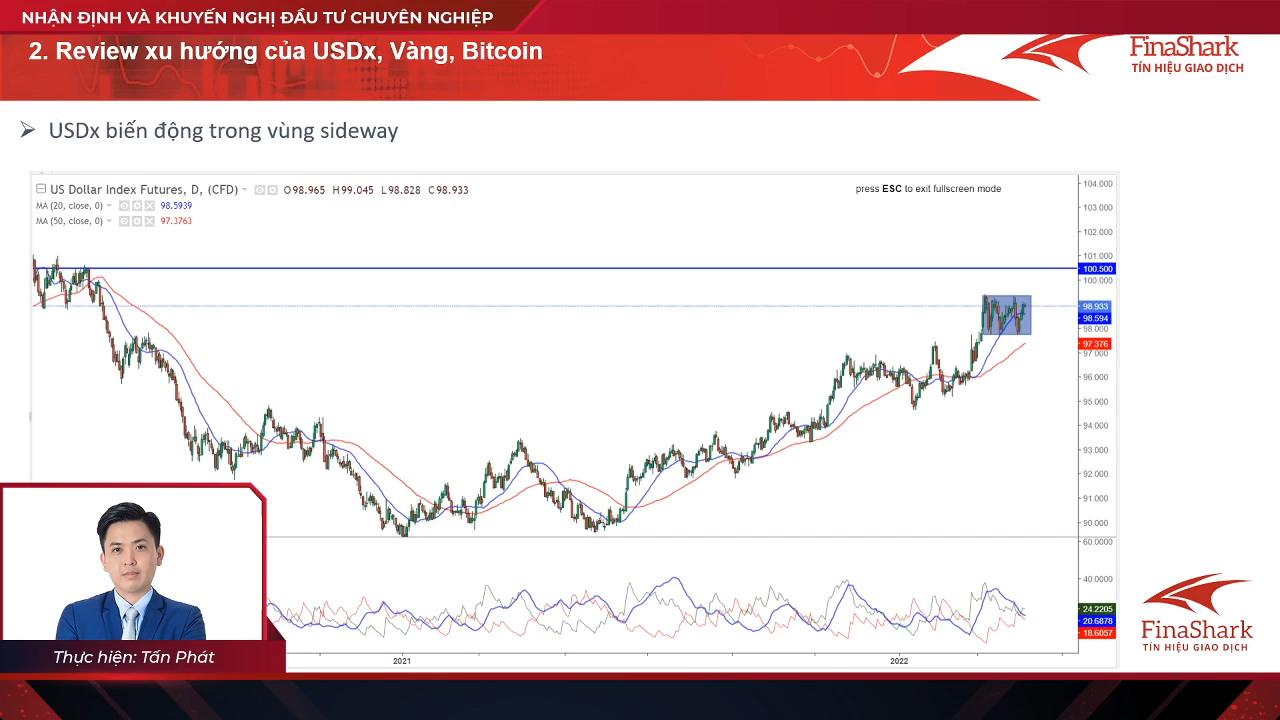 NHẬN ĐỊNH VÀ KHUYẾN NGHỊ ĐẦU TƯ CHUYÊN NGHIỆP
2. Review xu hướng của USDx, Vàng, Bitcoin
FinaShark
TÍN HIỆU GIAO DỊCH
➢ USDx biến động trong vùng sideway
US Dollar Index Futures, D, (CFD) O98.965 H99.045 L98.828 C98.933
press ESC to exit fullscreen mode
MA (20, close, 0) 98.5939
MA (50, close, 0) 97.3763
104.000
103.000
102.000
101.000
100.500
100.000
98.933
98.594
98.000
97.376
97.000
96.000
95.000
94.000
93.000
92.000
91.000
90.000
60.0000
40.0000
24.2205
20.6878
18.6057
2021
2022
Thực hiện: Tấn Phát
FinaShark
TÍN HIỆU GIAO DỊCH